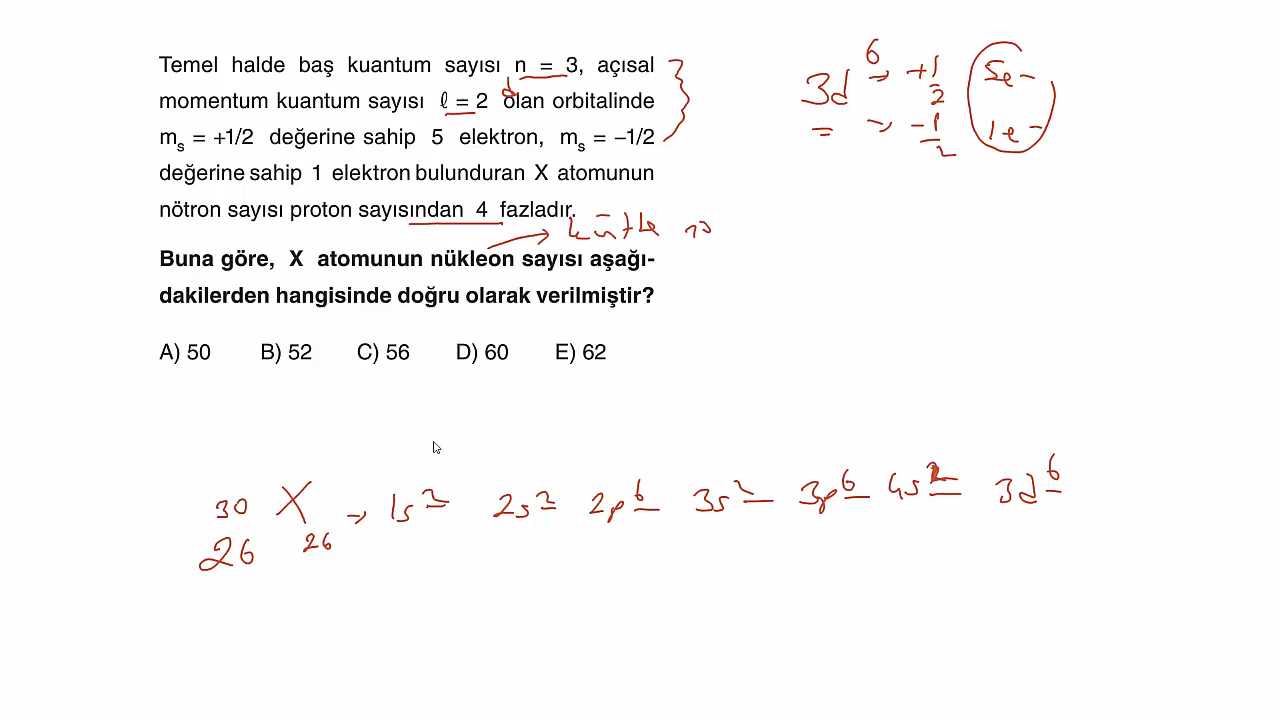 Temel halde baş kuantum sayısı n = 3, açısal
momentum kuantum sayısı ℓ = 2 olan orbitalinde
d
mₛ = +1/2 değerine sahip 5 elektron, mₛ = –1/2
değerine sahip 1 elektron bulunduran X atomunun
nötron sayısı proton sayısından 4 fazladır.
kütle no
Buna göre, X atomunun nükleon sayısı aşağı-
dakilerden hangisinde doğru olarak verilmiştir?
A) 50 B) 52 C) 56 D) 60 E) 62
3d 6 → +1/2 5e-
= → -1/2 1e-
30 X → 1s2 2s2 2p6 3s2 3p6 4s2 3d6
26 26